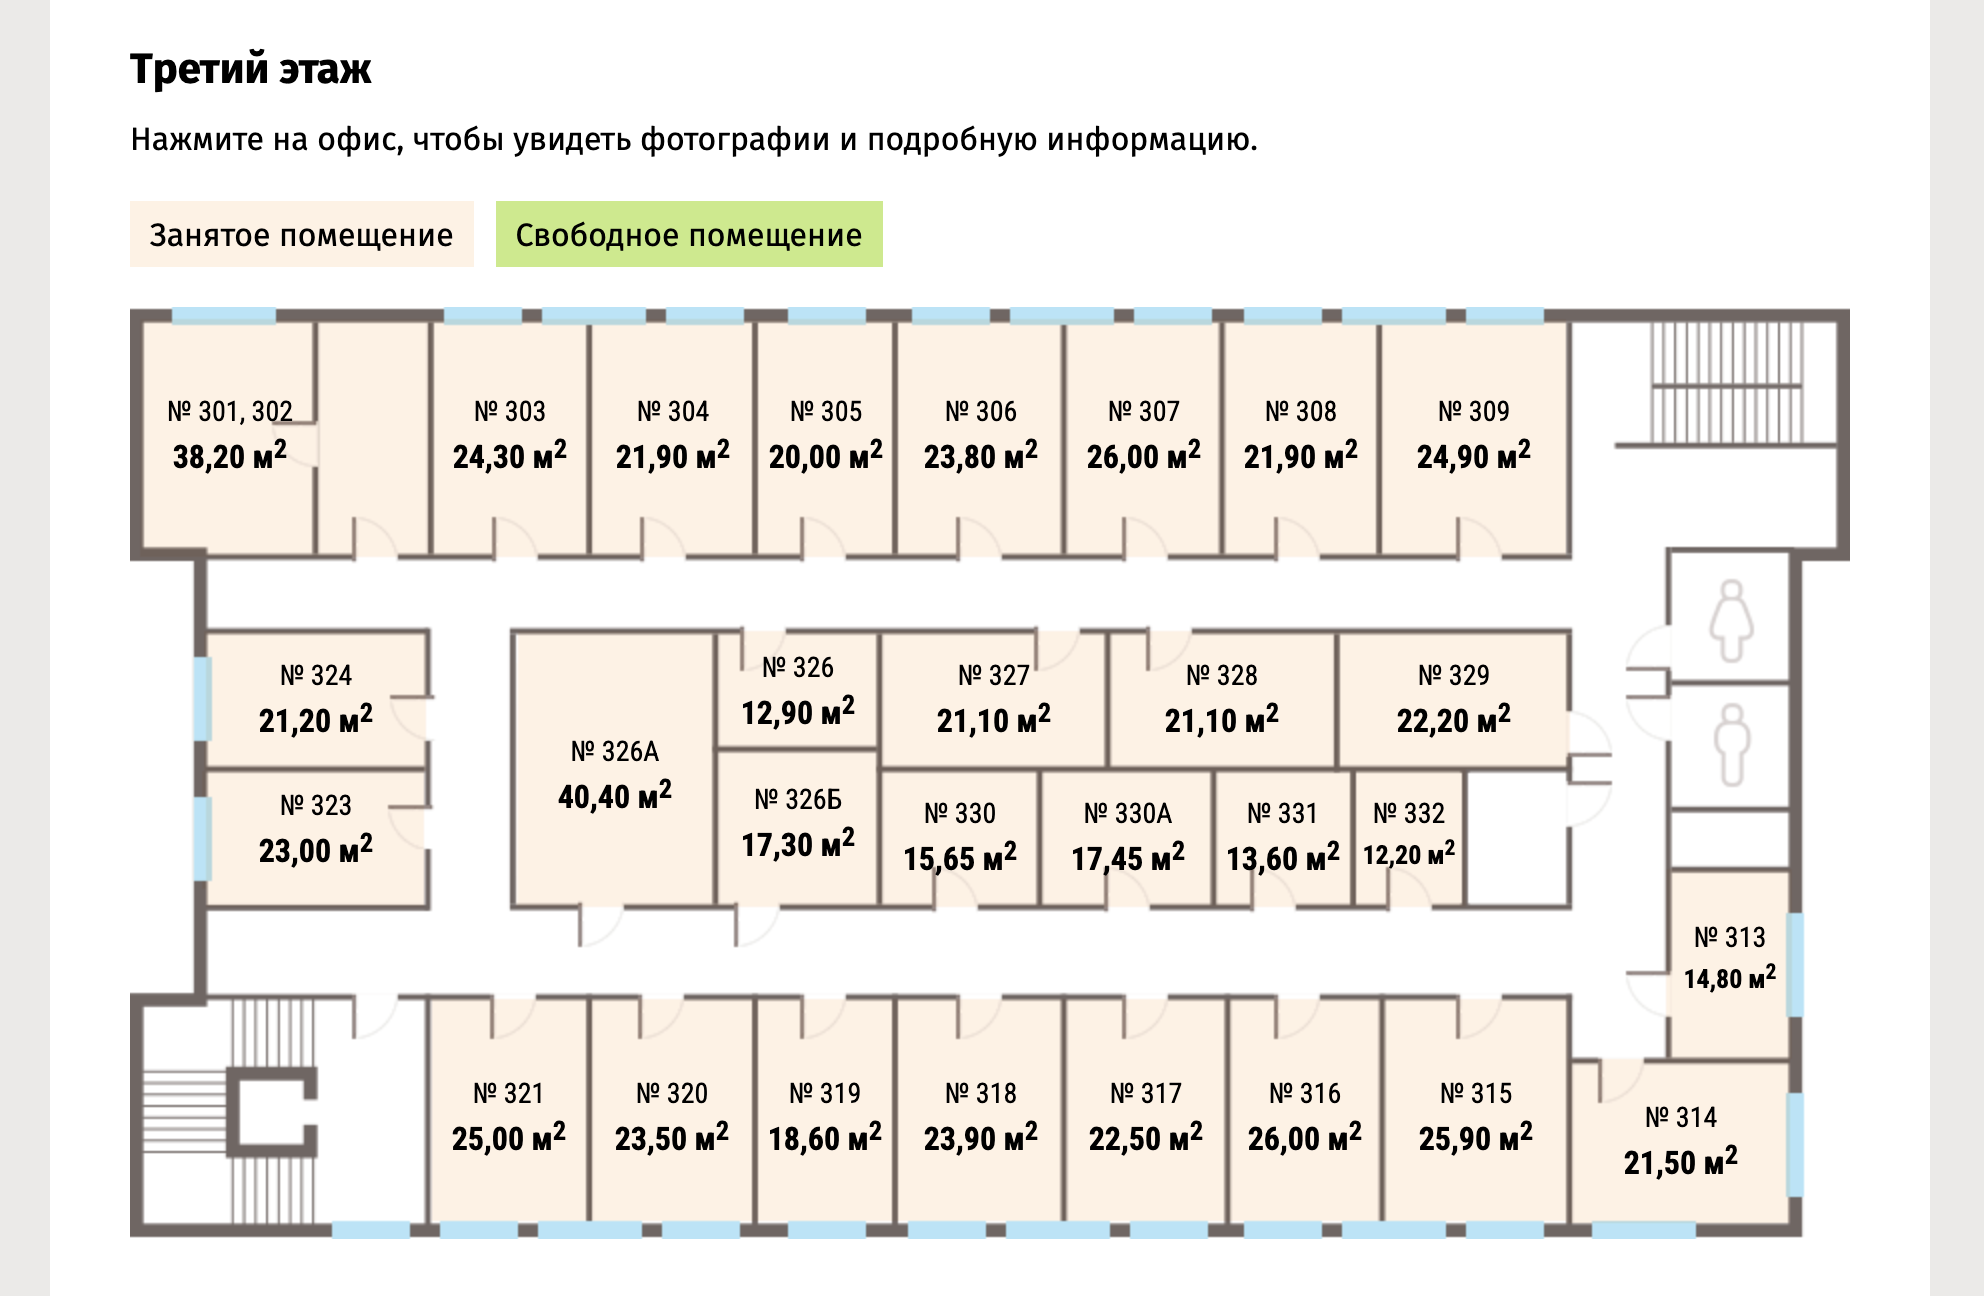 Третий этаж
Нажмите на офис, чтобы увидеть фотографии и подробную информацию.
Занятое помещение
Свободное помещение
№ 301, 302
38,20 м²
№ 303
24,30 м²
№ 304
21,90 м²
№ 305
20,00 м²
№ 306
23,80 м²
№ 307
26,00 м²
№ 308
21,90 м²
№ 309
24,90 м²
№ 324
21,20 м²
№ 323
23,00 м²
№ 326А
40,40 м²
№ 326
12,90 м²
№ 326Б
17,30 м²
№ 327
21,10 м²
№ 328
21,10 м²
№ 329
22,20 м²
№ 330
15,65 м²
№ 330А
17,45 м²
№ 331
13,60 м²
№ 332
12,20 м²
№ 313
14,80 м²
№ 321
25,00 м²
№ 320
23,50 м²
№ 319
18,60 м²
№ 318
23,90 м²
№ 317
22,50 м²
№ 316
26,00 м²
№ 315
25,90 м²
№ 314
21,50 м²